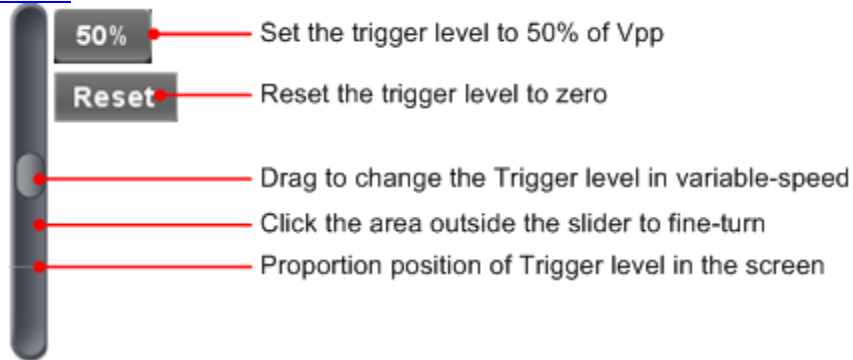 50%
Set the trigger level to 50% of Vpp
Reset
Reset the trigger level to zero
Drag to change the Trigger level in variable-speed
Click the area outside the slider to fine-turn
Proportion position of Trigger level in the screen